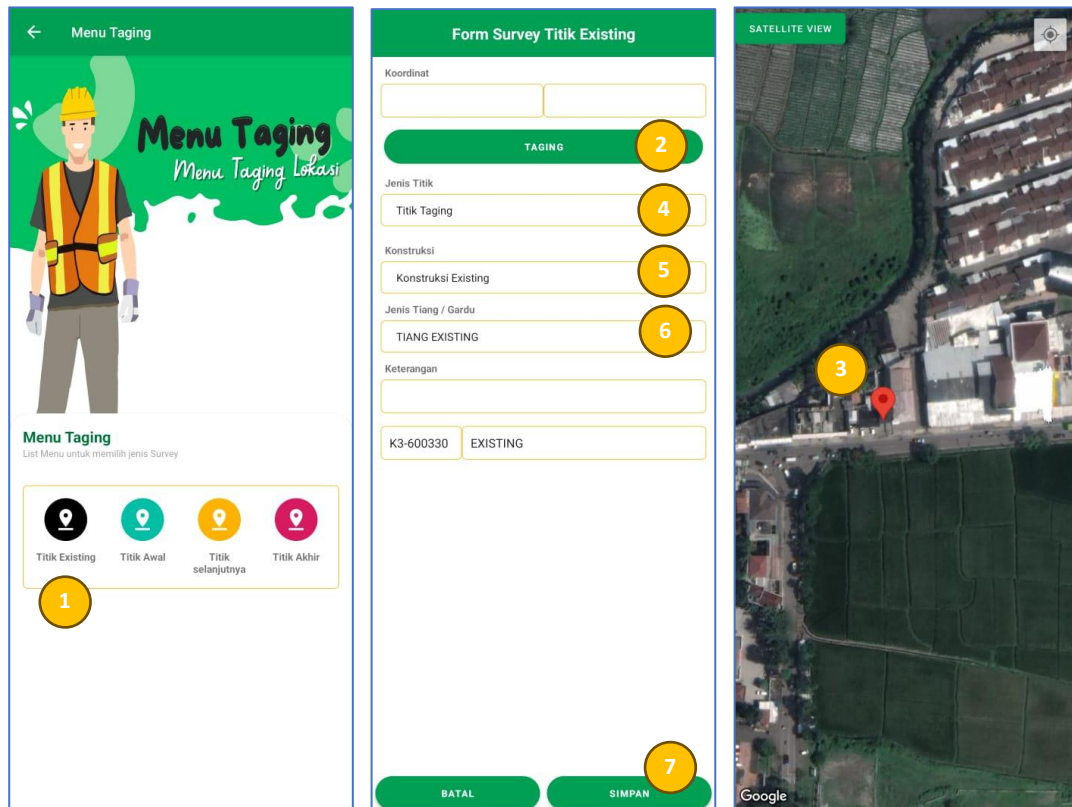 Menu Taging
Menu Taging
Menu Taging Lokasi
Menu Taging
List Menu untuk memilih jenis Survey
Titik Existing
Titik Awal
Titik
selanjutnya
Titik Akhir
1
Form Survey Titik Existing
Koordinat
TAGING
2
Jenis Titik
Titik Taging
4
Konstruksi
Konstruksi Existing
5
Jenis Tiang / Gardu
TIANG EXISTING
6
Keterangan
K3-600330
EXISTING
7
BATAL
SIMPAN
SATELLITE VIEW
3
Google